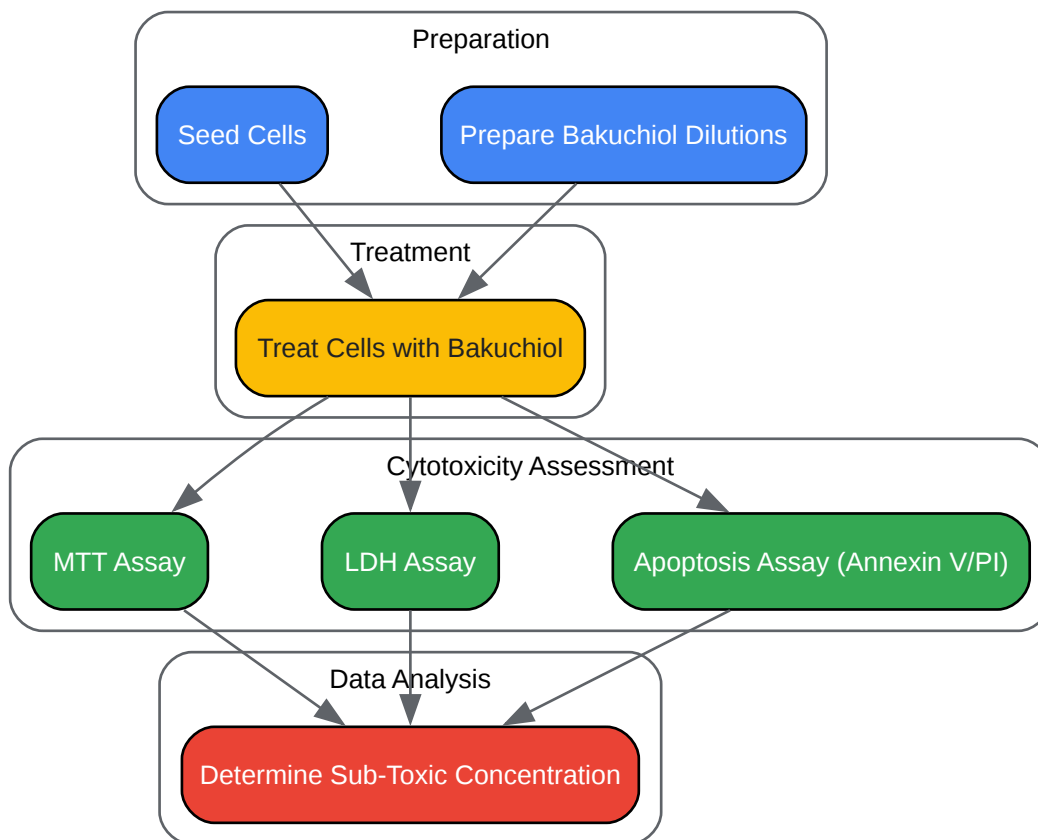 Preparation
Seed Cells
Prepare Bakuchiol Dilutions
Treatment
Treat Cells with Bakuchiol
Cytotoxicity Assessment
MTT Assay
LDH Assay
Apoptosis Assay (Annexin V/PI)
Data Analysis
Determine Sub-Toxic Concentration